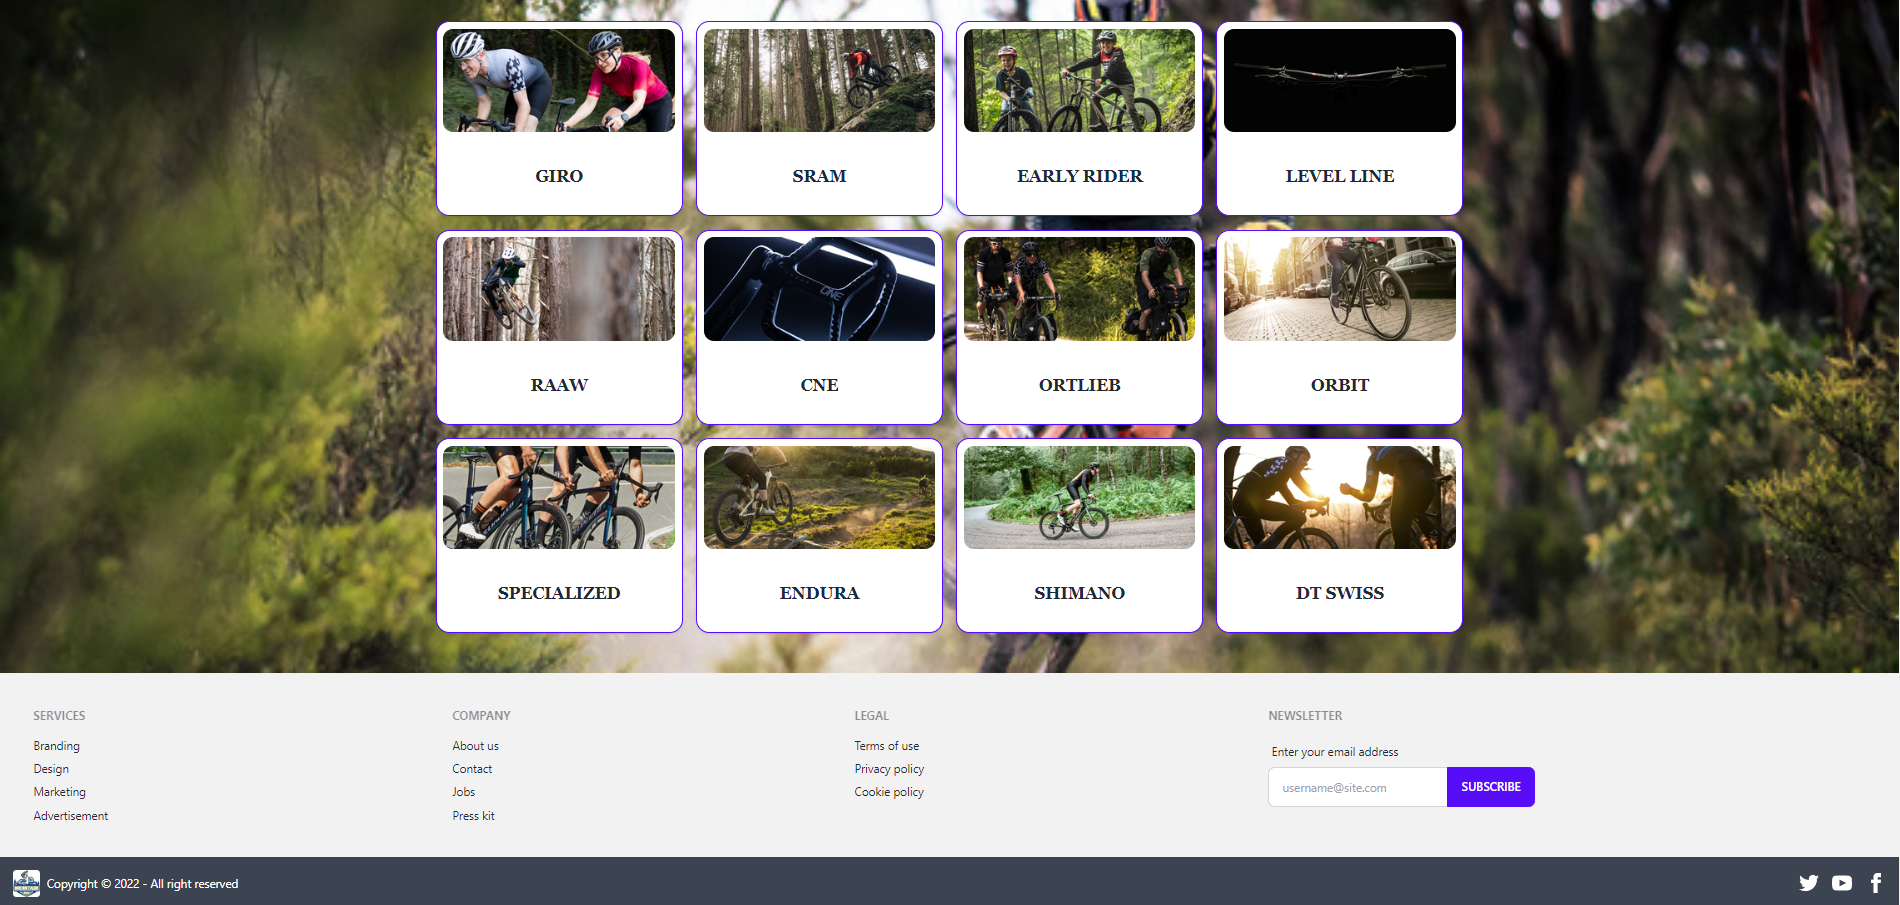 GIRO
SRAM
EARLY RIDER
LEVEL LINE
RAAW
CNE
ORTLIEB
ORBIT
SPECIALIZED
ENDURA
SHIMANO
DT SWISS
SERVICES
Branding
Design
Marketing
Advertisement
COMPANY
About us
Contact
Jobs
Press kit
LEGAL
Terms of use
Privacy policy
Cookie policy
NEWSLETTER
Enter your email address
username@site.com
SUBSCRIBE
MOUNTAIN
Copyright © 2022 - All right reserved